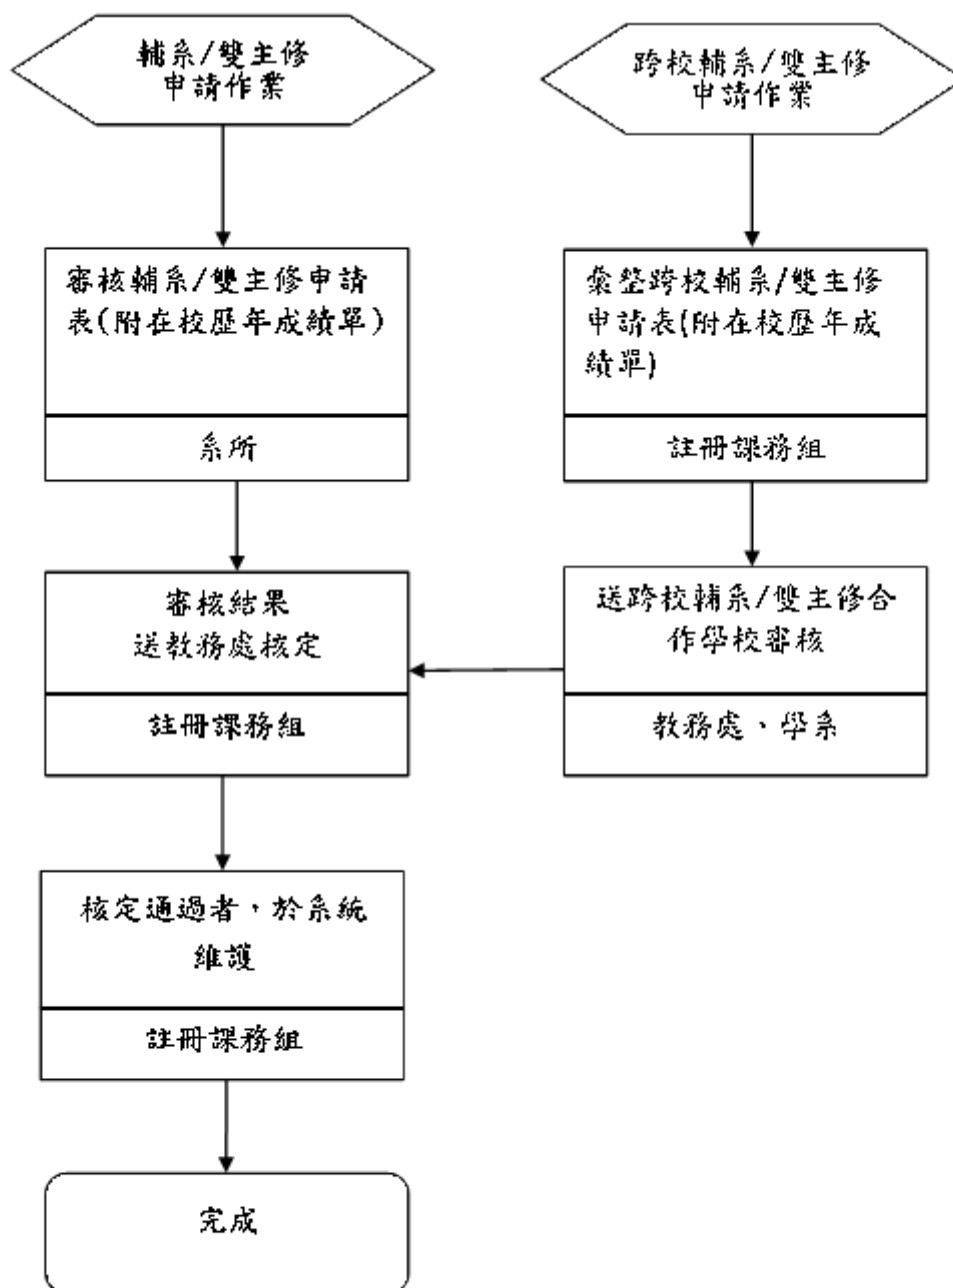 輔系/雙主修
申請作業
跨校輔系/雙主修
申請作業
審核輔系/雙主修申請
表(附在校歷年成績單)
系所
彙整跨校輔系/雙主修
申請表(附在校歷年成
績單)
註冊課務組
審核結果
送教務處核定
註冊課務組
送跨校輔系/雙主修合
作學校審核
教務處、學系
核定通過者，於系統
維護
註冊課務組
完成